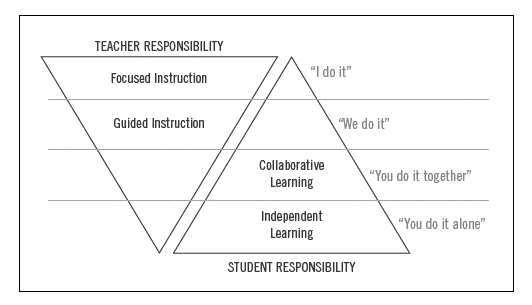 TEACHER RESPONSIBILITY
Focused Instruction
“I do it”
Guided Instruction
“We do it”
Collaborative
Learning
“You do it together”
Independent
Learning
“You do it alone”
STUDENT RESPONSIBILITY